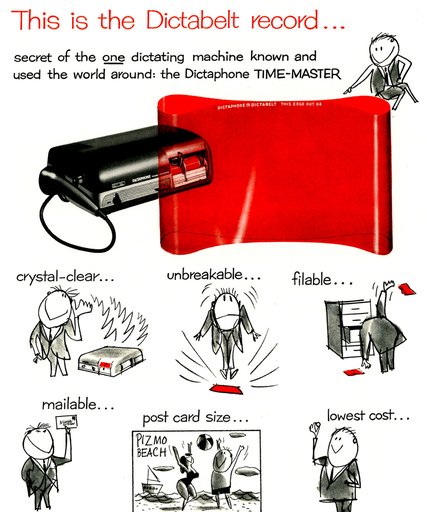 This is the Dictabelt record...
secret of the one dictating machine known and
used the world around: the Dictaphone TIME-MASTER
DICTAPHONE ® DICTABELT THIS EDGE OUT
DICTAPHONE
crystal-clear...
unbreakable...
filable...
mailable...
post card size...
lowest cost...
PIZMO
BEACH